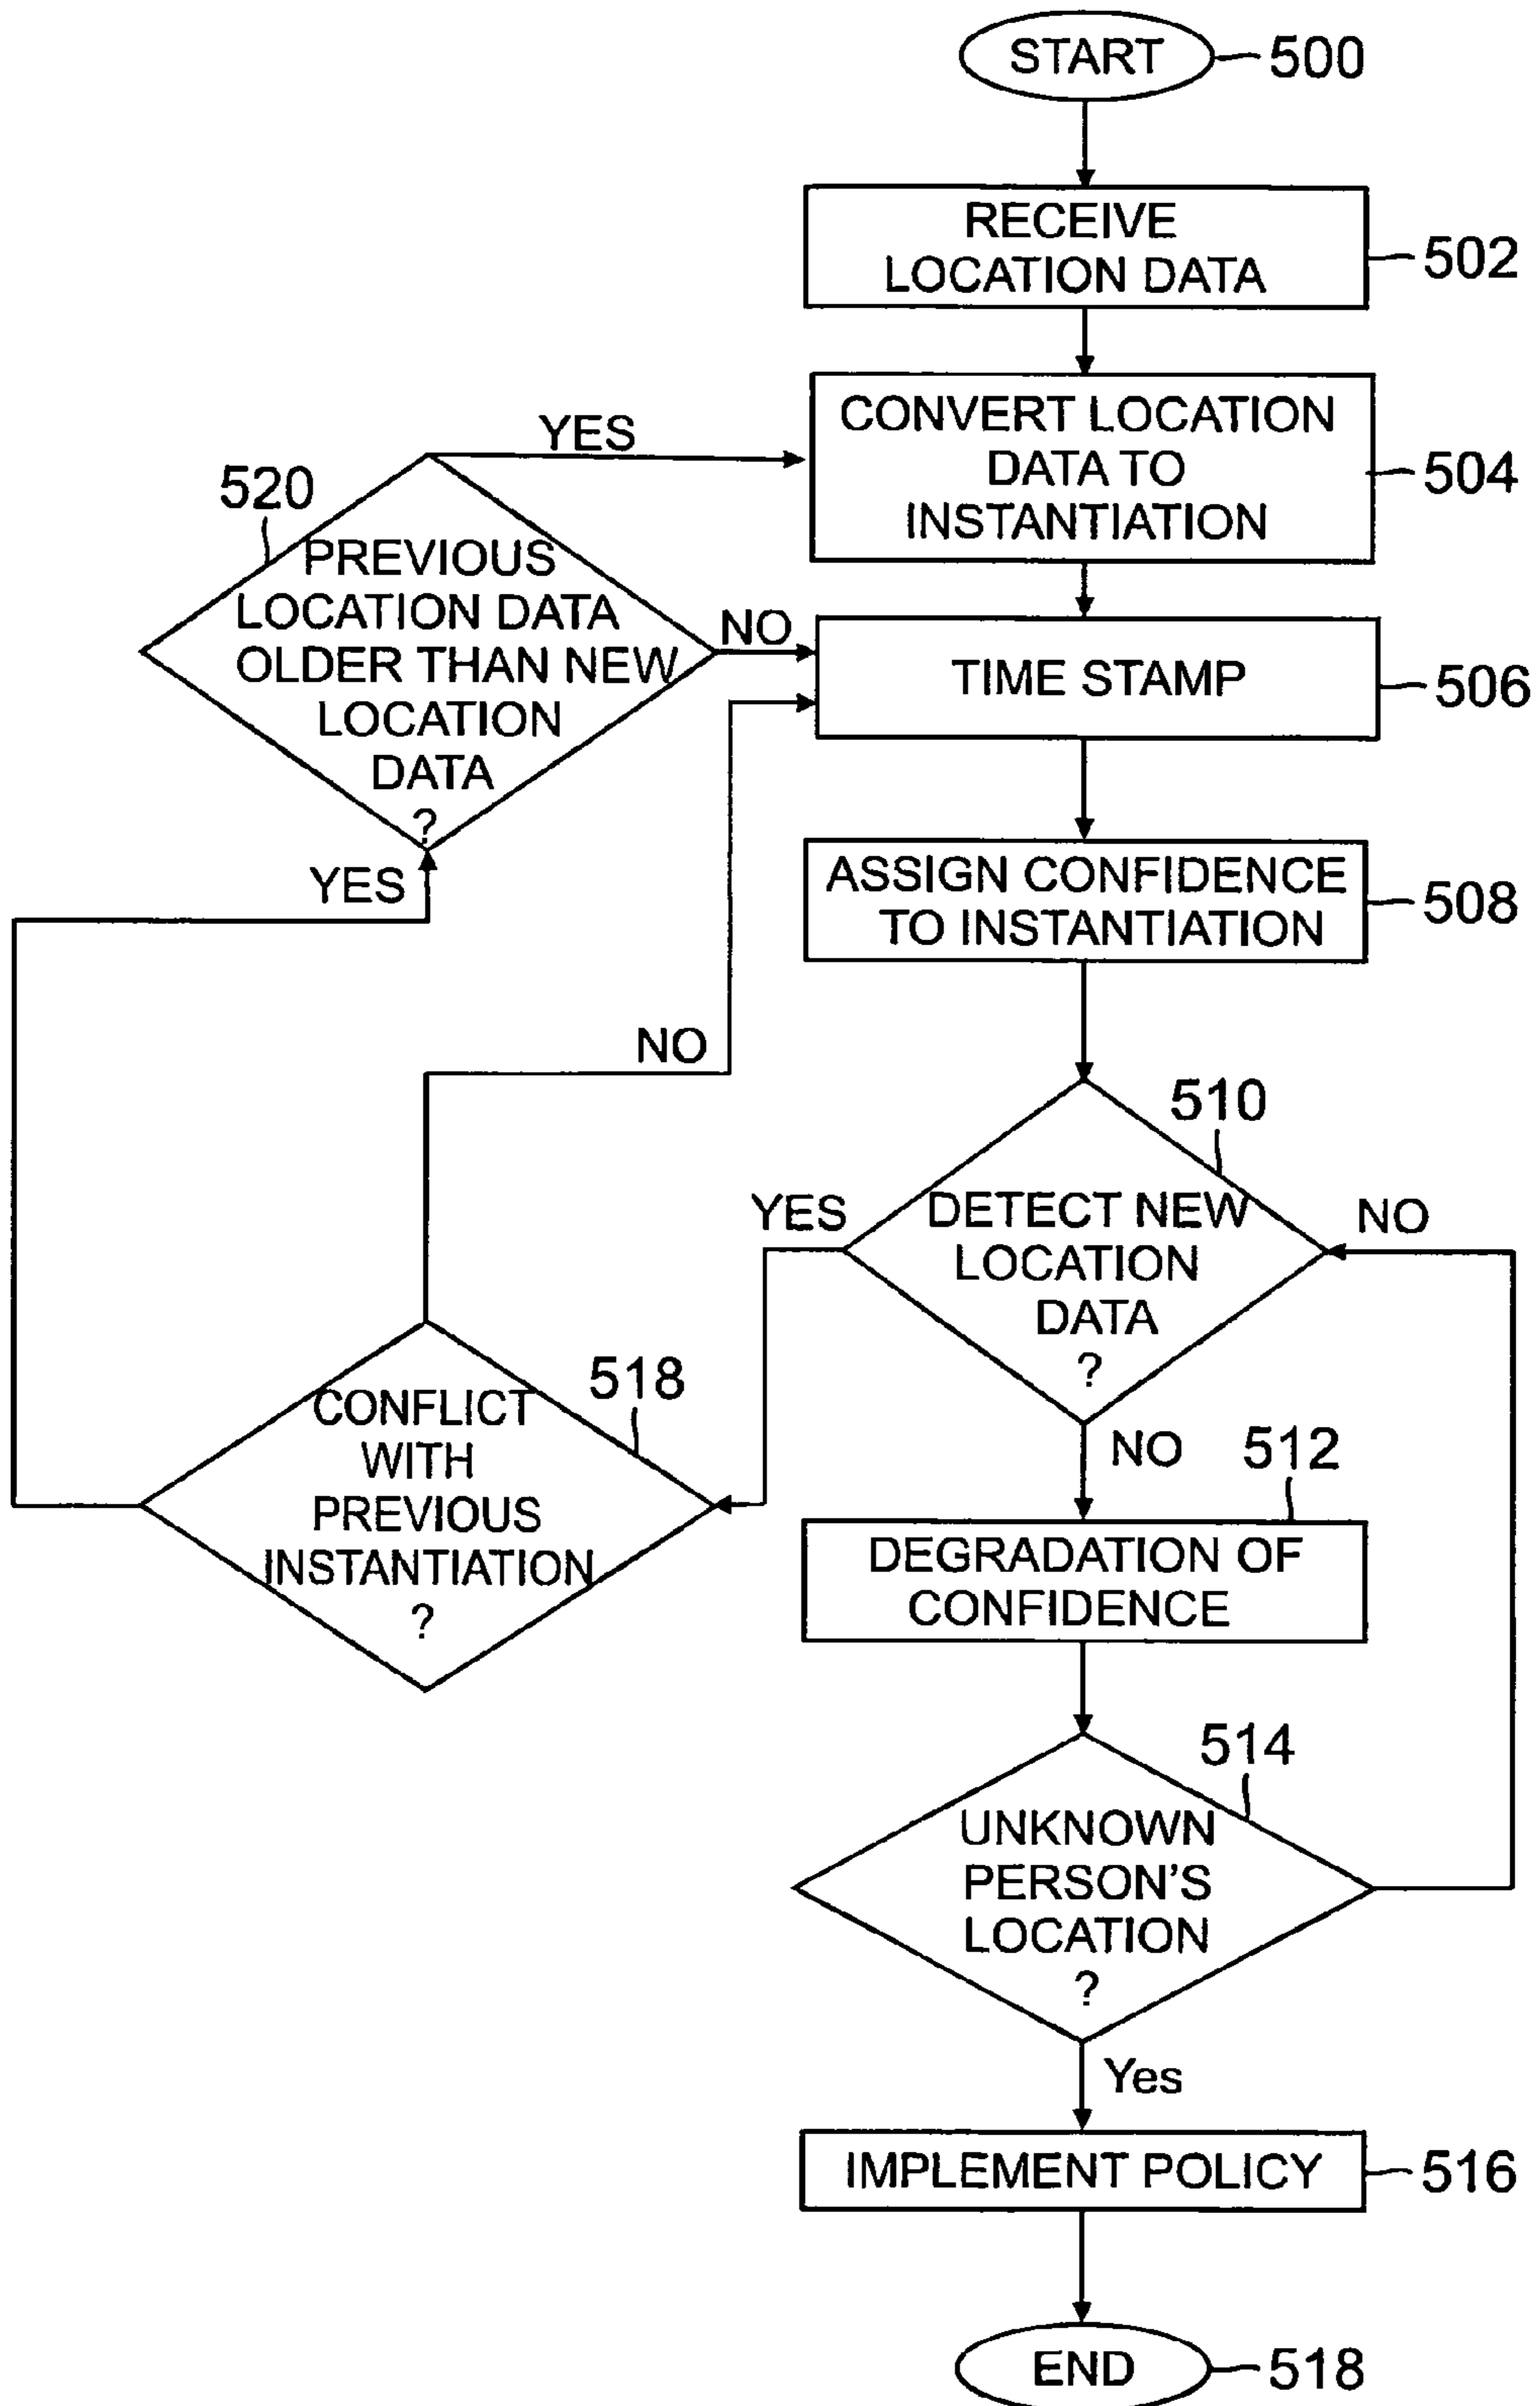 START
500
RECEIVE
LOCATION DATA
502
CONVERT LOCATION
DATA TO
INSTANTIATION
504
YES
520
PREVIOUS
LOCATION DATA
OLDER THAN NEW
LOCATION
DATA
?
NO
TIME STAMP
506
YES
ASSIGN CONFIDENCE
TO INSTANTIATION
508
NO
510
DETECT NEW
LOCATION
DATA
?
YES
NO
518
CONFLICT
WITH
PREVIOUS
INSTANTIATION
?
NO
512
DEGRADATION OF
CONFIDENCE
514
UNKNOWN
PERSON'S
LOCATION
?
Yes
IMPLEMENT POLICY
516
END
518